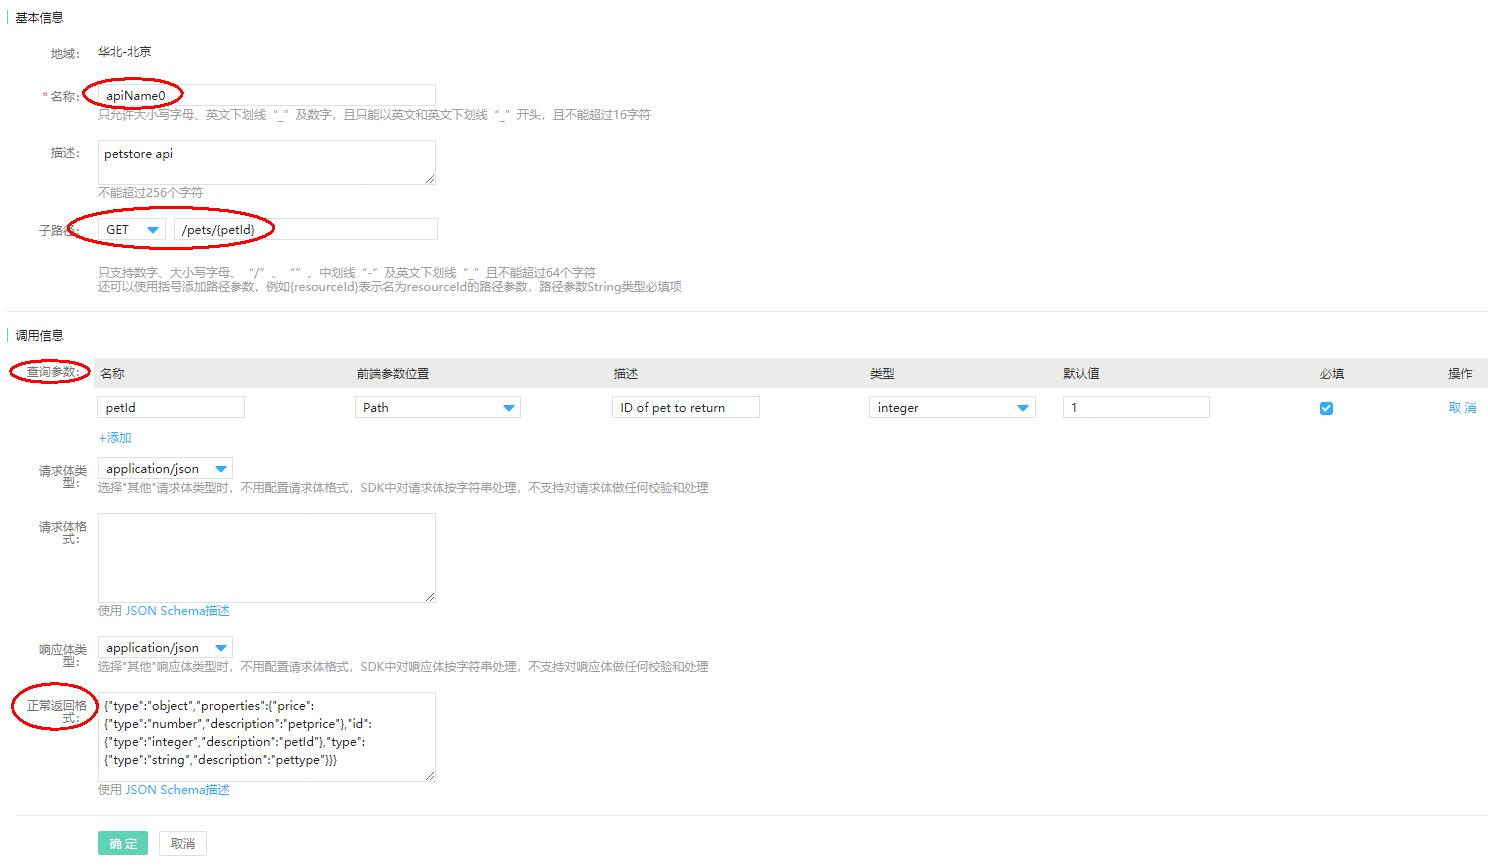 基本信息
地域： 华北-北京
* 名称： apiName0
只允许大小写字母、英文下划线“_”及数字，且只能以英文和英文下划线“_”开头，且不能超过16字符
描述： petstore api
不能超过256个字符
子路径： GET /pets/{petId}
只支持数字、大小写字母、“/”、“”、中划线“-”及英文下划线“_”且不能超过64个字符
还可以使用括号添加路径参数，例如{resourceId}表示名为resourceId的路径参数，路径参数String类型必填项
调用信息
查询参数： 名称 前端参数位置 描述 类型 默认值 必填 操作
petId Path ID of pet to return integer 1 取 消
+添加
请求体类型： application/json
选择"其他"请求体类型时，不用配置请求体格式，SDK中对请求体按字符串处理，不支持对请求体做任何校验和处理
请求体格式：
使用 JSON Schema描述
响应体类型： application/json
选择"其他"响应体类型时，不用配置请求体格式，SDK中对响应体按字符串处理，不支持对响应体做任何校验和处理
正常返回格式： {"type":"object","properties":{"price":
{"type":"number","description":"petprice"},"id":
{"type":"integer","description":"petId"},"type":
{"type":"string","description":"pettype"}}}
使用 JSON Schema描述
确 定 取消